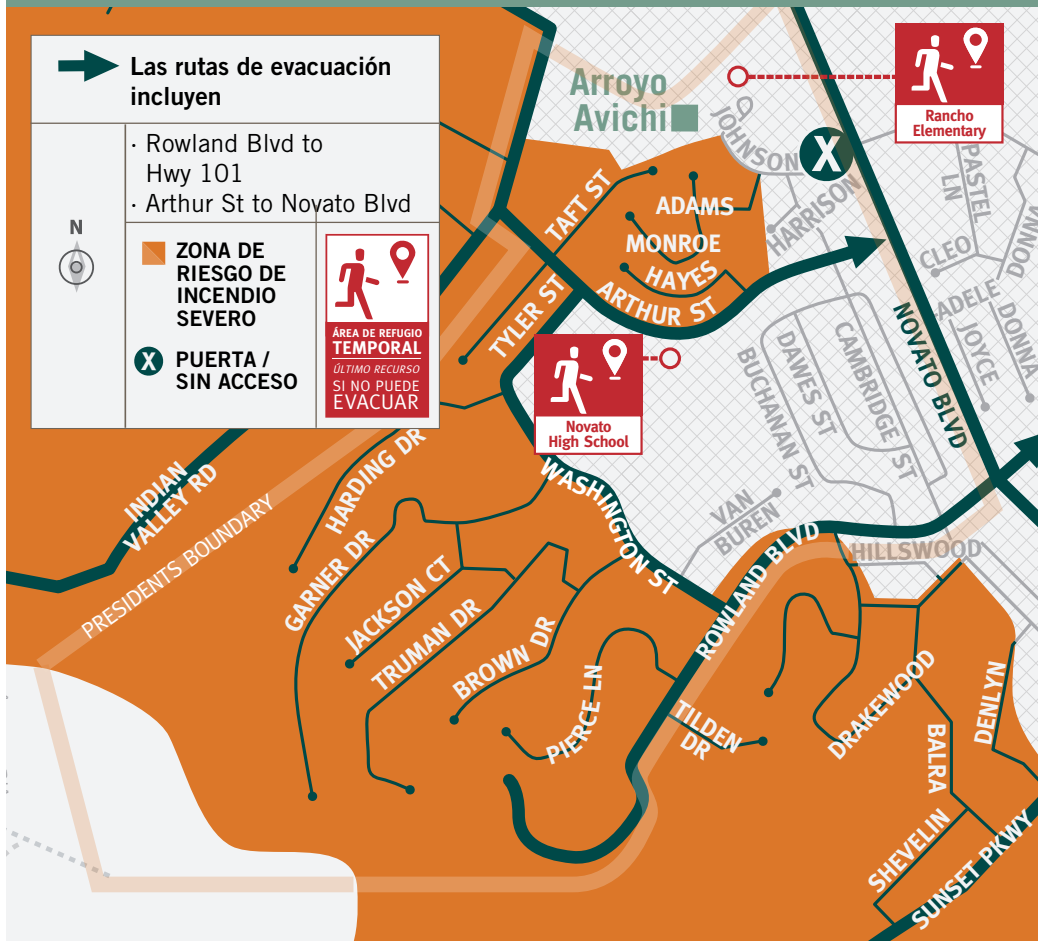 Las rutas de evacuación
incluyen
· Rowland Blvd to
Hwy 101
· Arthur St to Novato Blvd
N
ZONA DE
RIESGO DE
INCENDIO
SEVERO
X
PUERTA /
SIN ACCESO
ÁREA DE REFUGIO
TEMPORAL
ÚLTIMO RECURSO
SI NO PUEDE
EVACUAR
Arroyo
Avichi
Rancho
Elementary
JOHNSON
X
HARRISON
PASTEL
LN
DONNA
CLEO
ADELE
JOYCE
DONNA
TAFT ST
ADAMS
MONROE
HAYES
ARTHUR ST
TYLER ST
NOVATO BLVD
CAMBRIDGE ST
DAWES ST
BUCHANAN ST
Novato
High School
HARDING DR
WASHINGTON ST
INDIAN
VALLEY RD
PRESIDENTS BOUNDARY
VAN
BUREN
HILLSWOOD
ROWLAND BLVD
GARNER DR
JACKSON CT
TRUMAN DR
BROWN DR
PIERCE LN
TILDEN
DR
DRAKEWOOD
BALRA
DENLYN
SHEVELIN
SUNSET PKWY